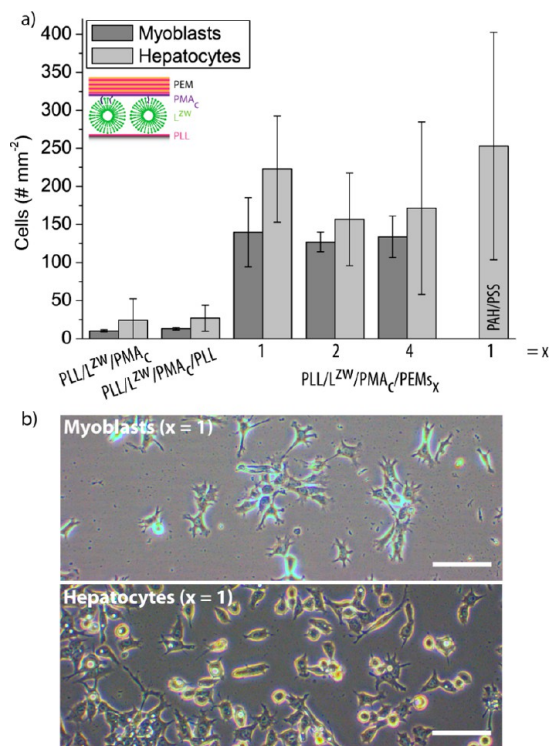 a)
Myoblasts
Hepatocytes
PEM
PMA_C
L^ZW
PLL
Cells (# mm⁻²)
400
350
300
250
200
150
100
50
0
PAH/PSS
PLL/L^ZW/PMA_C
PLL/L^ZW/PMA_C/PLL
1
2
4
1
= x
PLL/L^ZW/PMA_C/PEMs_X
b)
Myoblasts (x = 1)
Hepatocytes (x = 1)